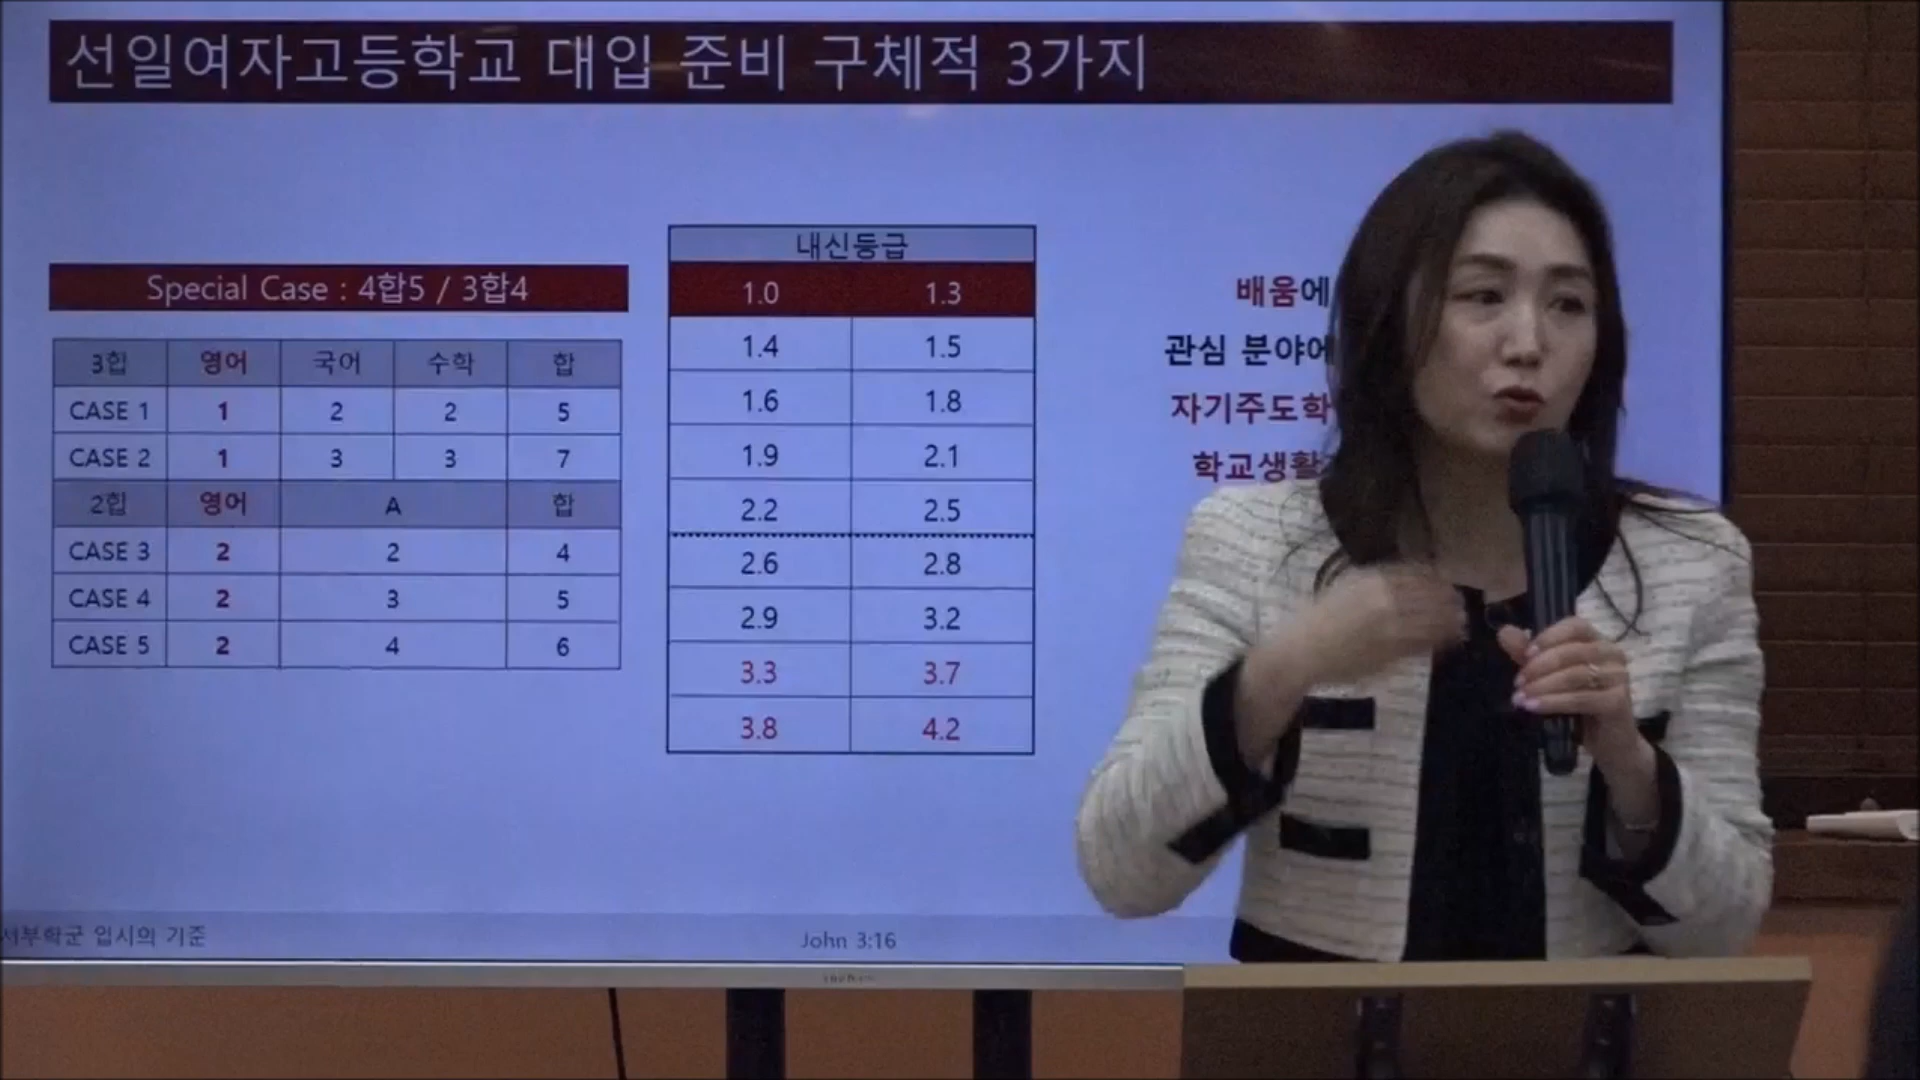 선일여자고등학교 대입 준비 구체적 3가지
Special Case : 4합5 / 3합4
3합 영어 국어 수학 합
CASE 1 1 2 2 5
CASE 2 1 3 3 7
2합 영어 A 합
CASE 3 2 2 4
CASE 4 2 3 5
CASE 5 2 4 6
내신등급
1.0 1.3
1.4 1.5
1.6 1.8
1.9 2.1
2.2 2.5
2.6 2.8
2.9 3.2
3.3 3.7
3.8 4.2
배움에
관심 분야에
자기주도학
학교생활
서부학군 입시의 기준
John 3:16